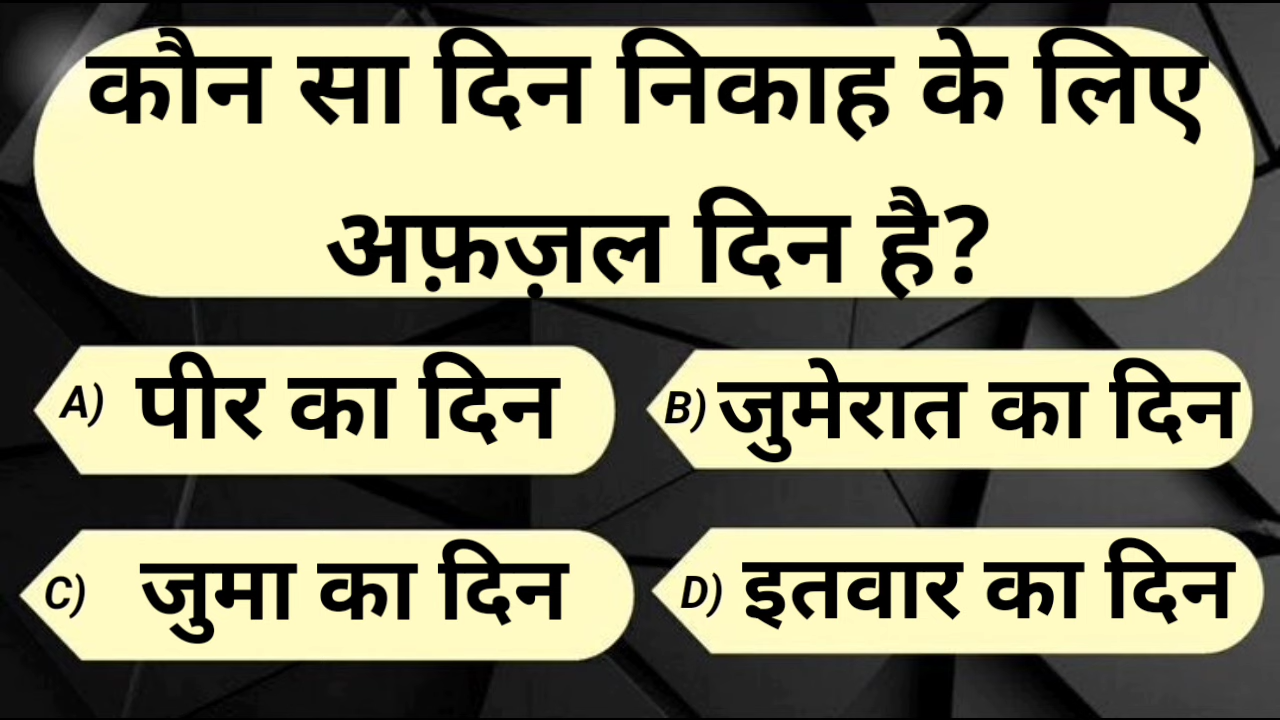 कौन सा दिन निकाह के लिए
अफ़ज़ल दिन है?
A) पीर का दिन
B) जुमेरात का दिन
C) जुमा का दिन
D) इतवार का दिन